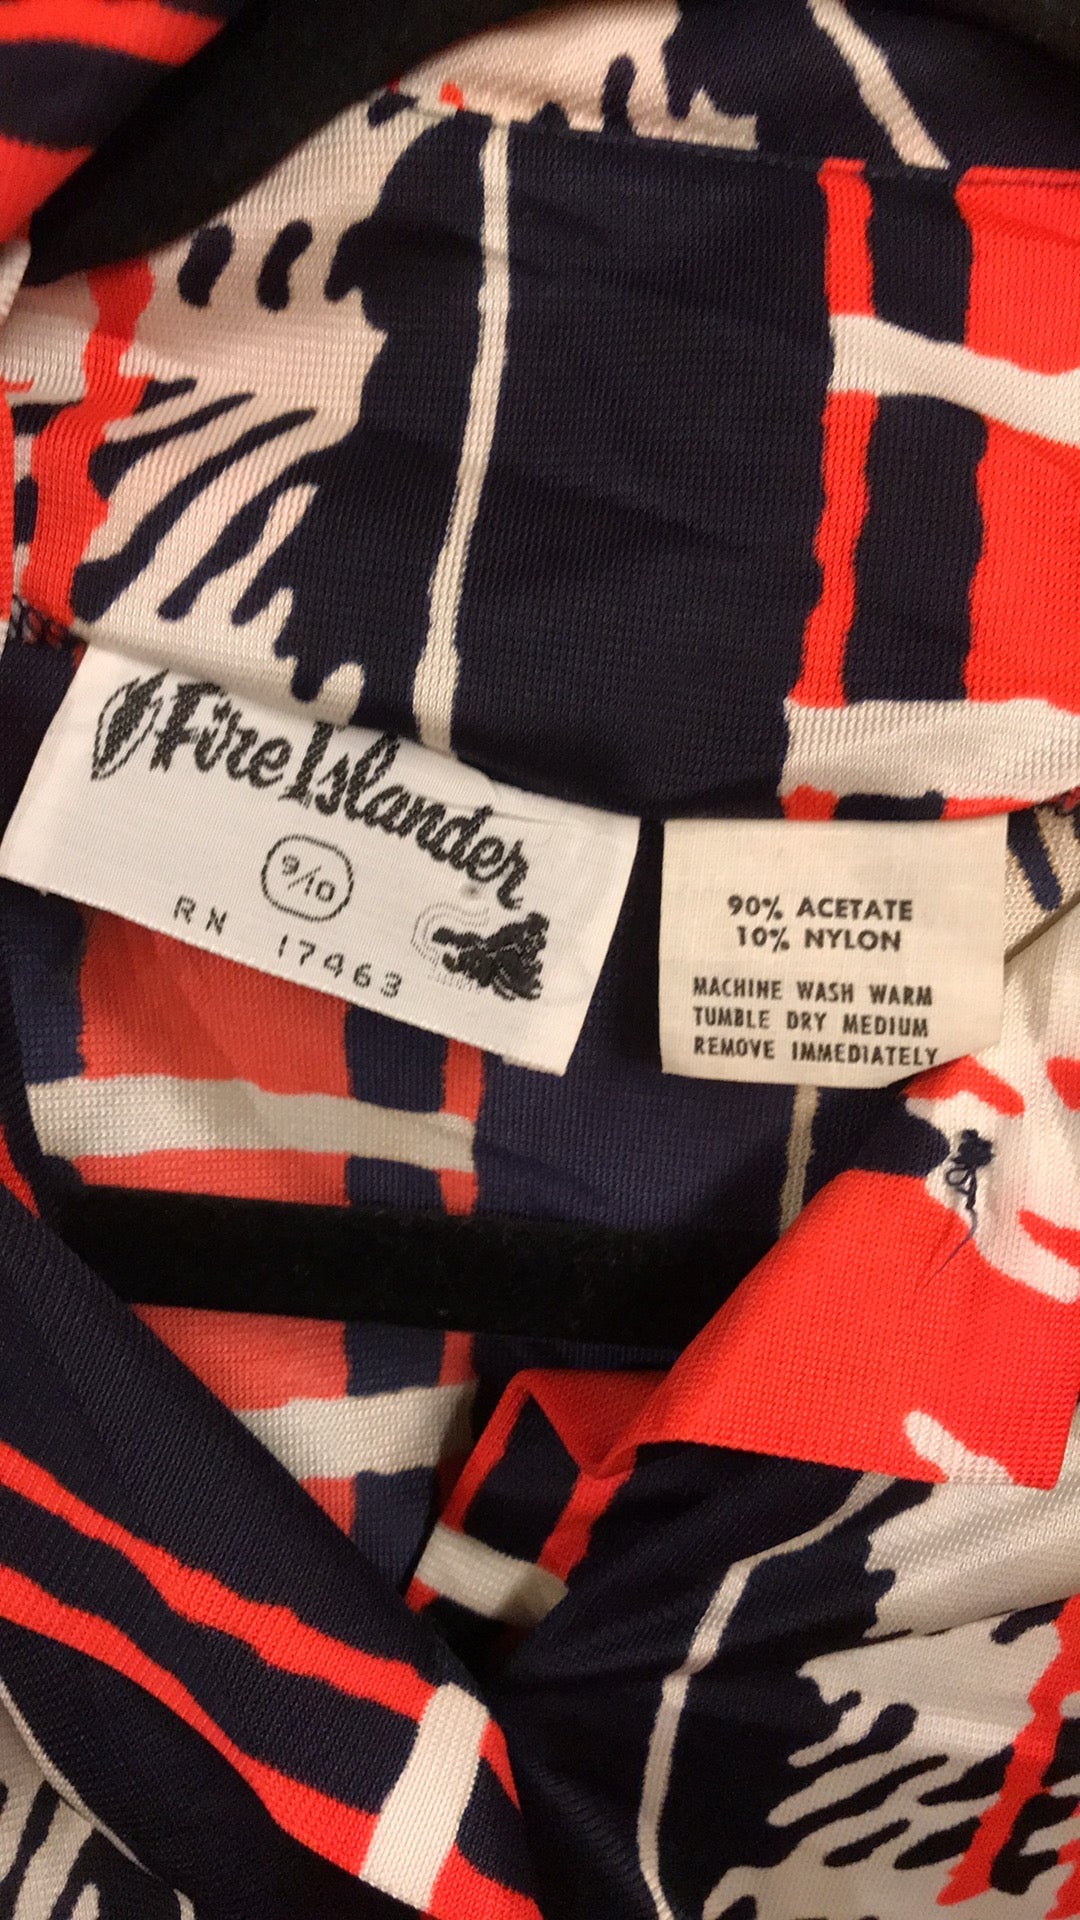 Fire Islander
9/10
RN 17463
90% ACETATE
10% NYLON
MACHINE WASH WARM
TUMBLE DRY MEDIUM
REMOVE IMMEDIATELY